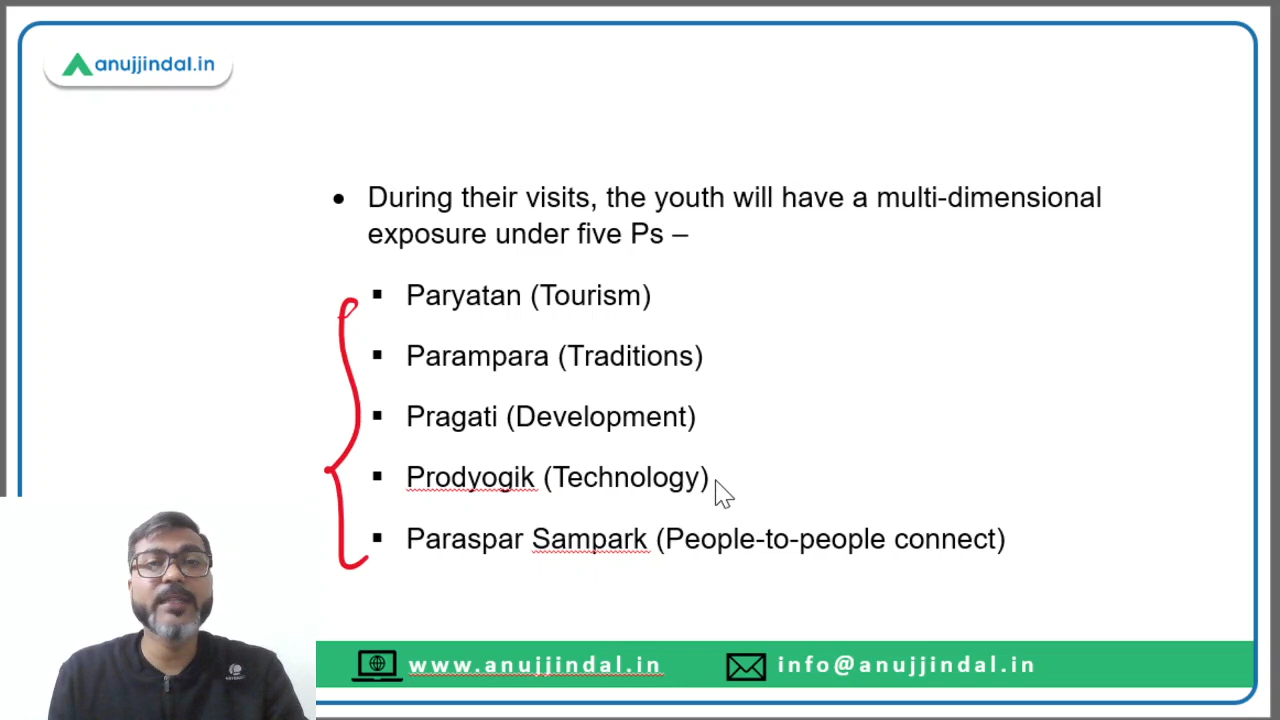 anujjindal.in
• During their visits, the youth will have a multi-dimensional
exposure under five Ps –
▪ Paryatan (Tourism)
▪ Parampara (Traditions)
▪ Pragati (Development)
▪ Prodyogik (Technology)
▪ Paraspar Sampark (People-to-people connect)
www.anujjindal.in info@anujjindal.in